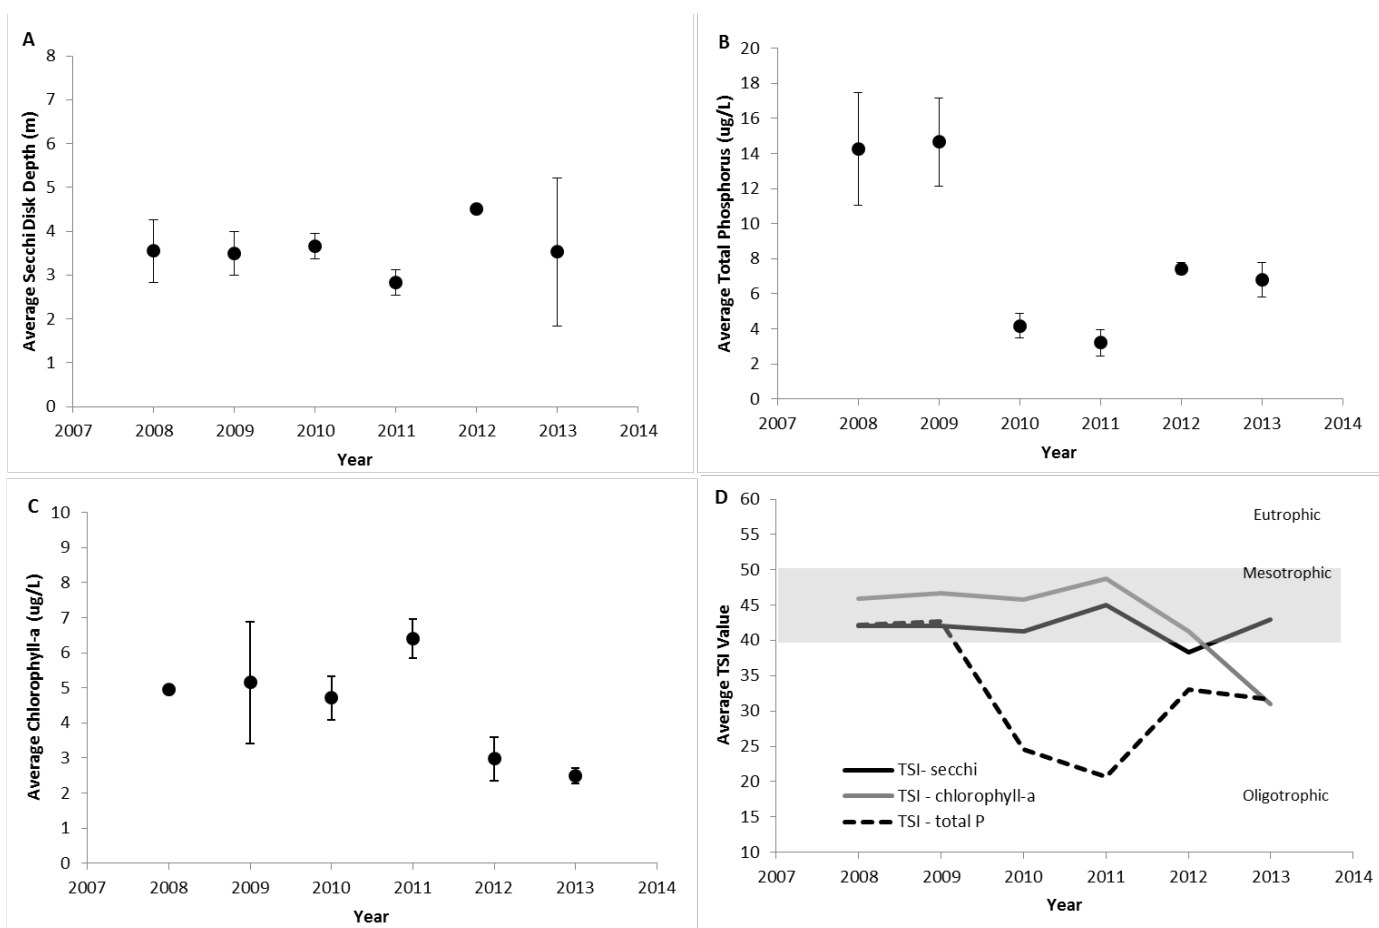 A
8
7
6
5
4
3
2
1
0
2007 2008 2009 2010 2011 2012 2013 2014
Average Secchi Disk Depth (m)
Year
B
20
18
16
14
12
10
8
6
4
2
0
2007 2008 2009 2010 2011 2012 2013 2014
Average Total Phosphorus (ug/L)
Year
C
10
9
8
7
6
5
4
3
2
1
0
2007 2008 2009 2010 2011 2012 2013 2014
Average Chlorophyll-a (ug/L)
Year
D
60
55
50
45
40
35
30
25
20
15
10
2007 2008 2009 2010 2011 2012 2013 2014
Average TSI Value
Year
Eutrophic
Mesotrophic
Oligotrophic
TSI- secchi
TSI - chlorophyll-a
TSI - total P